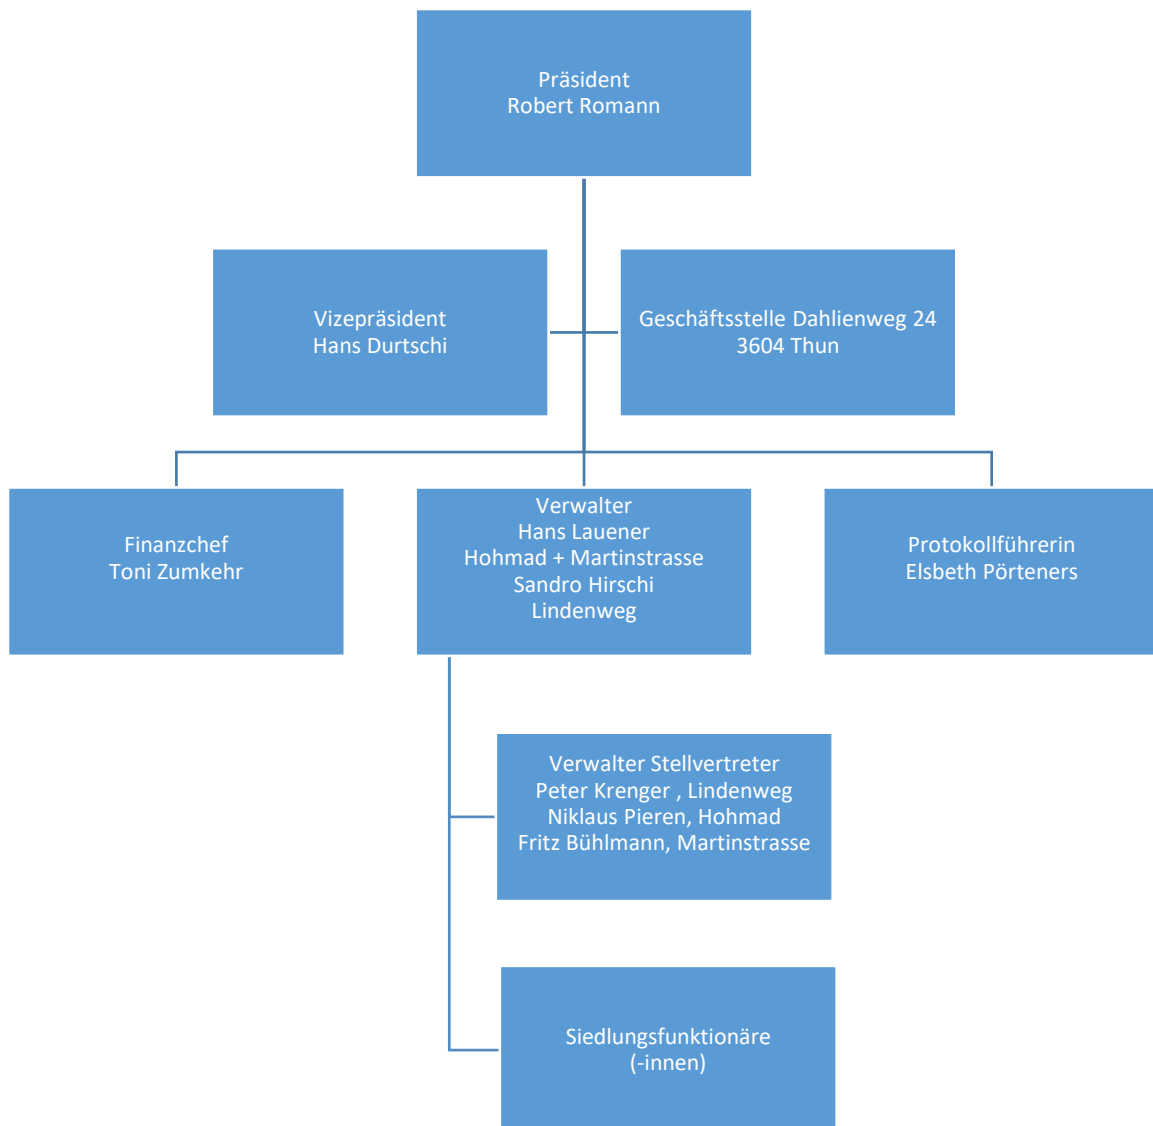 Präsident
Robert Romann
Vizepräsident
Hans Durtschi
Geschäftsstelle Dahlienweg 24
3604 Thun
Finanzchef
Toni Zumkehr
Verwalter
Hans Lauener
Hohmad + Martinstrasse
Sandro Hirschi
Lindenweg
Protokollführerin
Elsbeth Pörteners
Verwalter Stellvertreter
Peter Krenger , Lindenweg
Niklaus Pieren, Hohmad
Fritz Bühlmann, Martinstrasse
Siedlungsfunktionäre
(-innen)